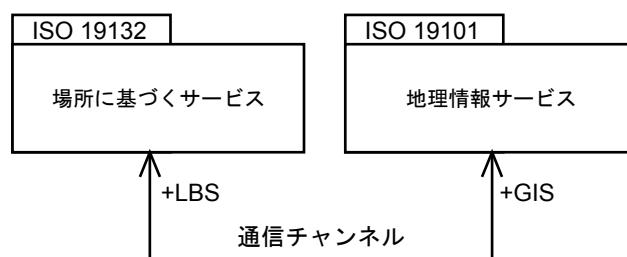 ISO 19132
ISO 19101
場所に基づくサービス
地理情報サービス
+LBS
+GIS
通信チャンネル